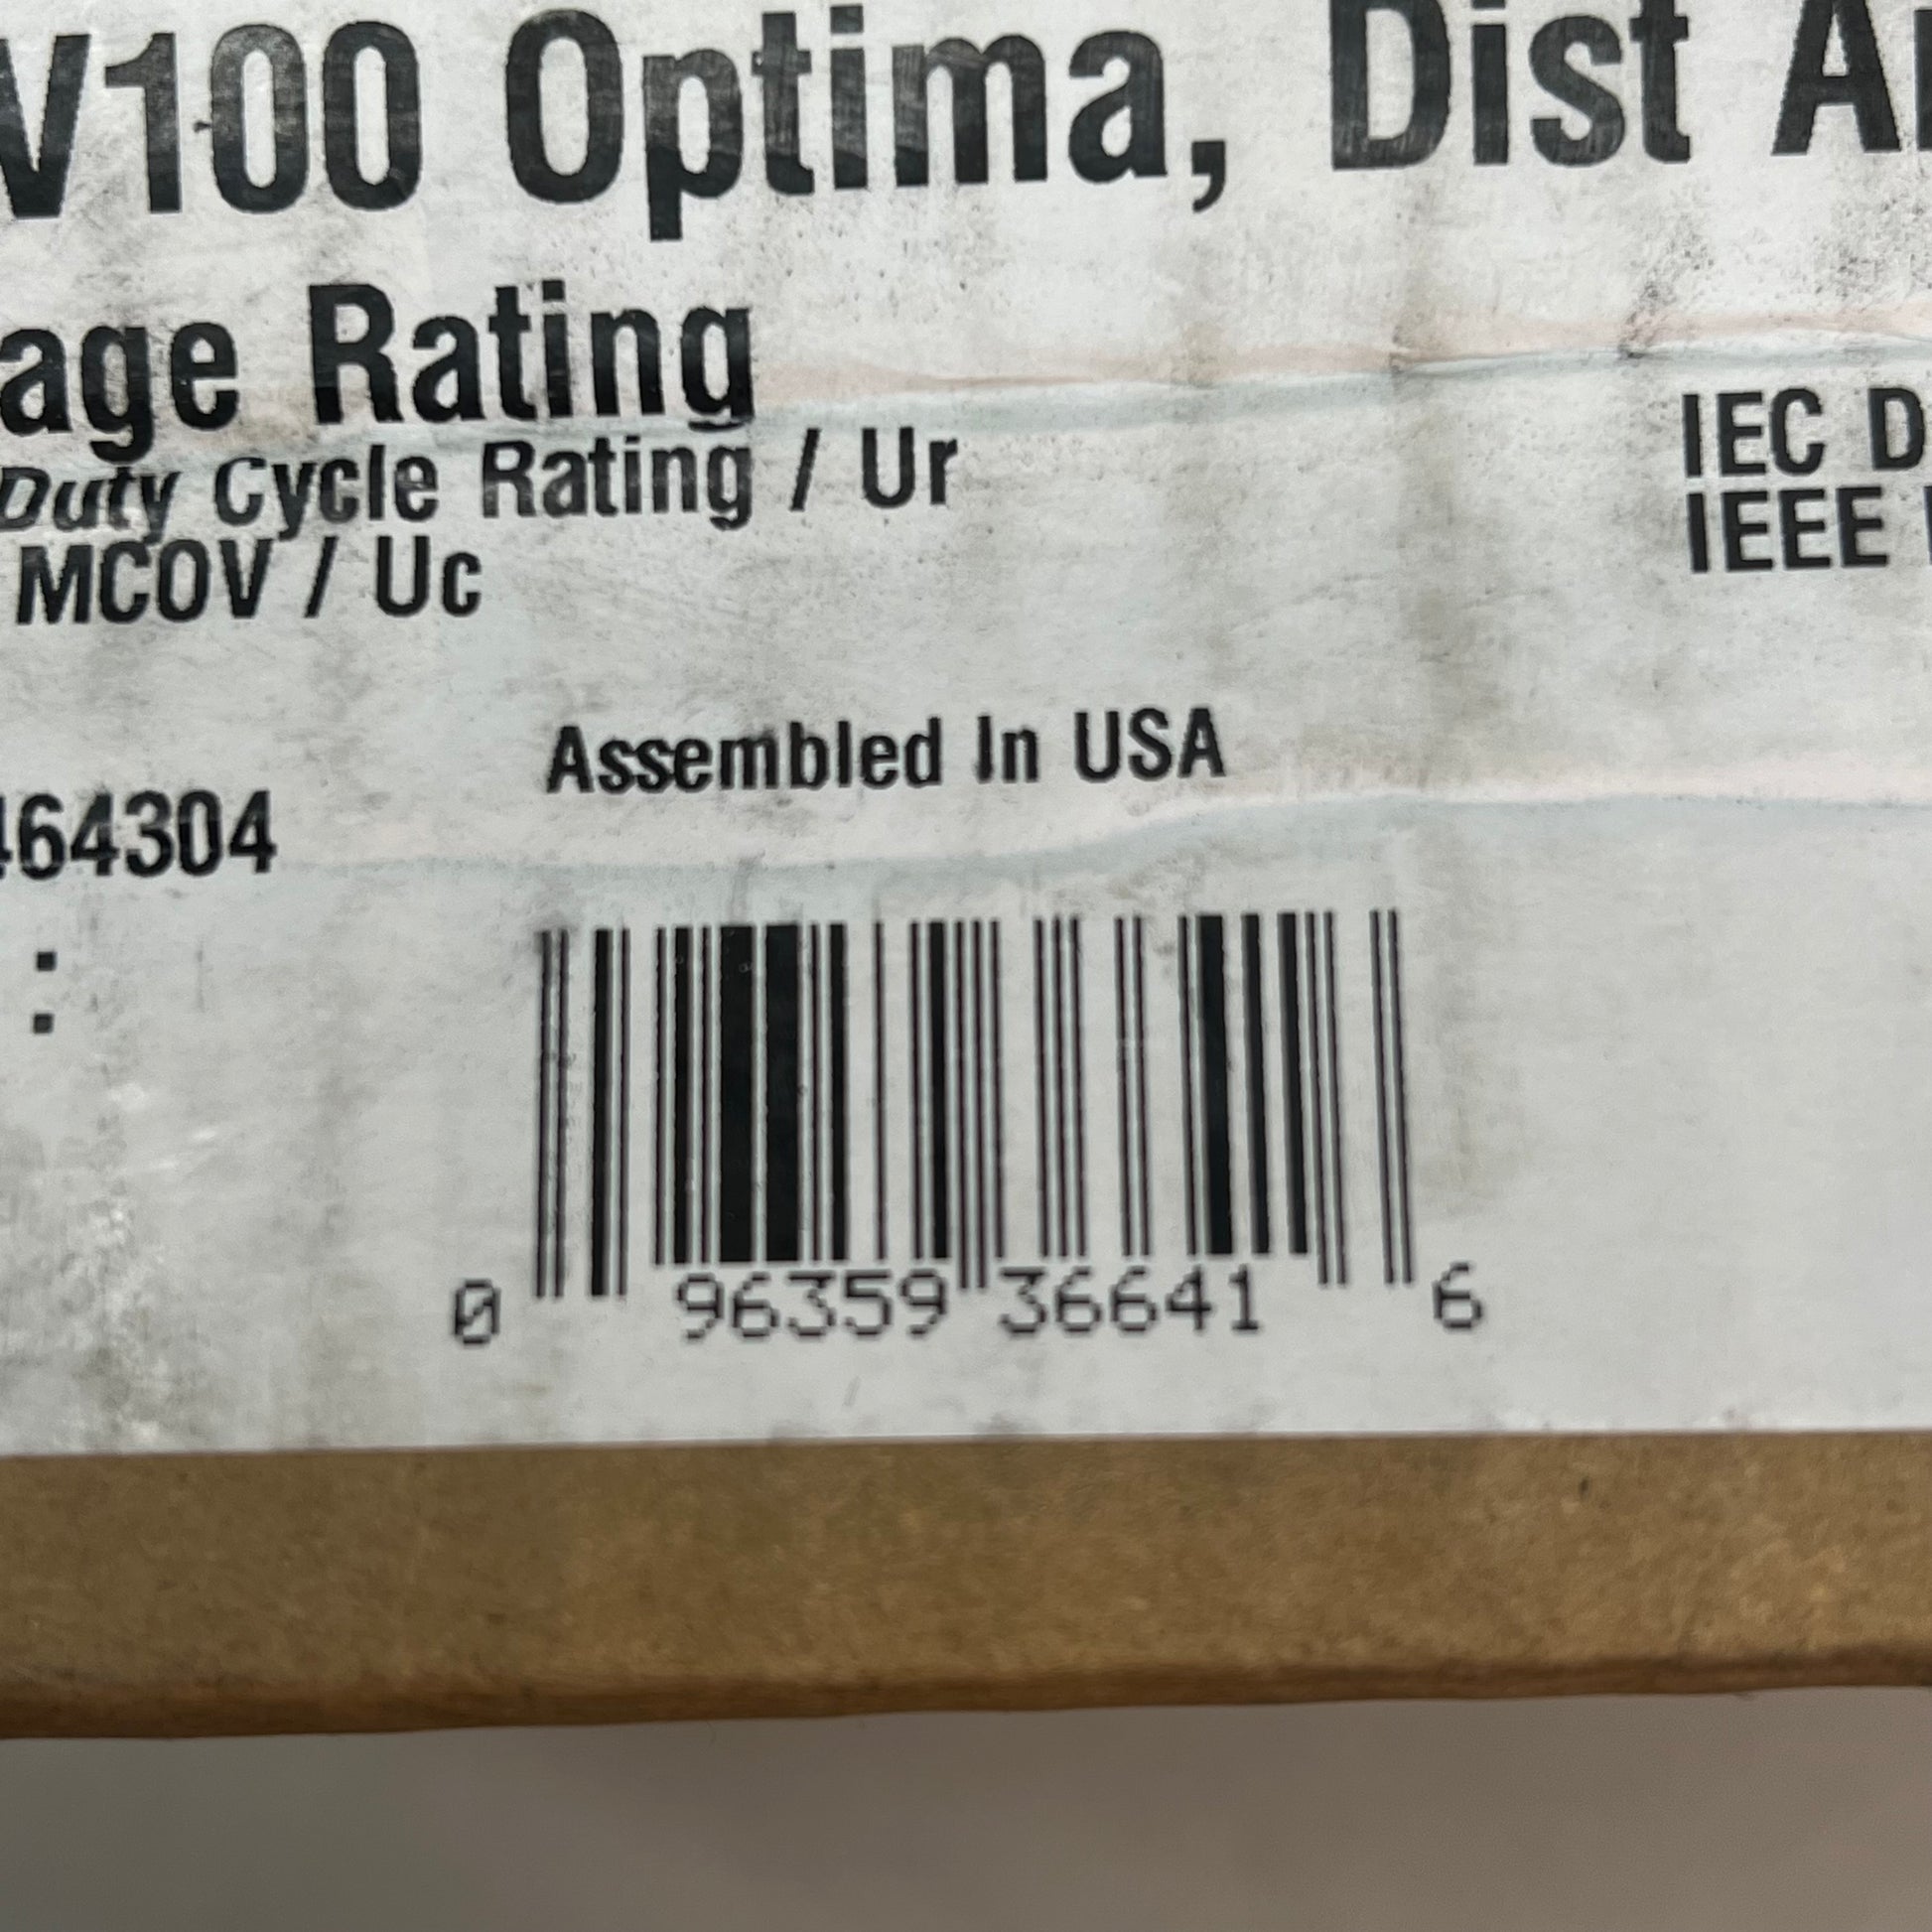 V100 Optima, Dist
age Rating
Duty Cycle Rating / Ur
IEC D
MCOV / Uc
IEEE
Assembled In USA
464304
:
0 96359 36641 6